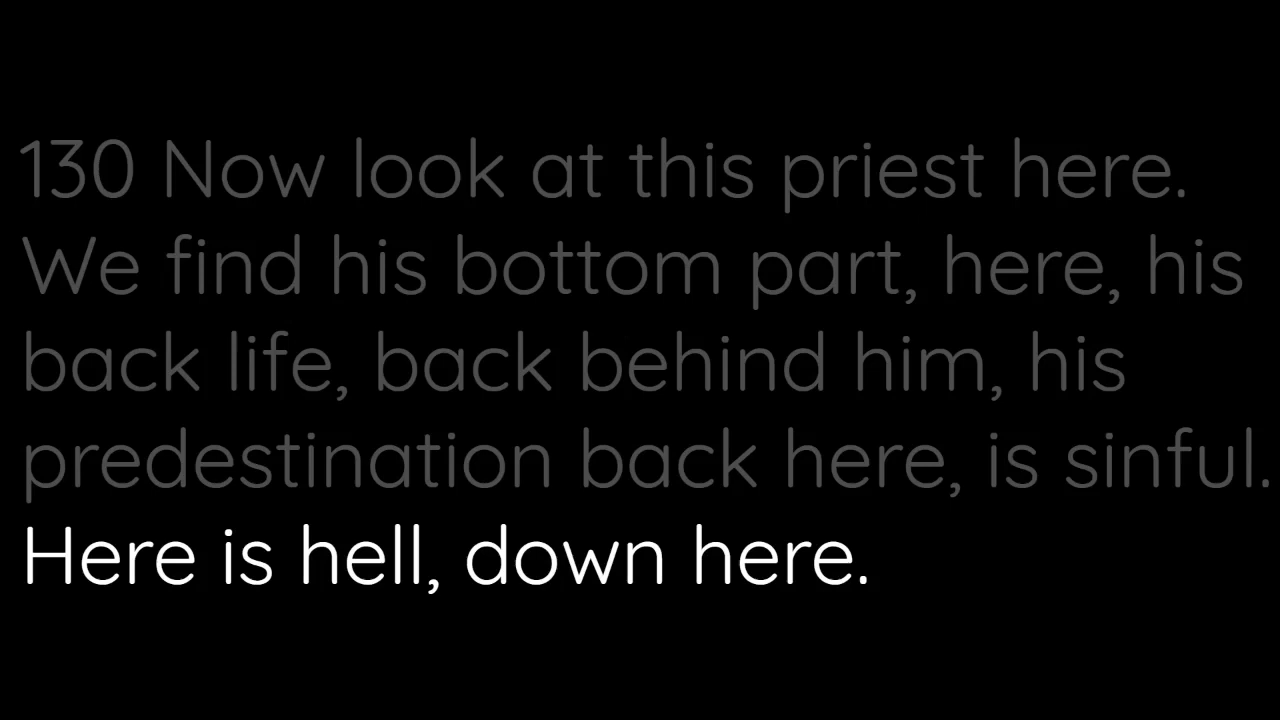 130 Now look at this priest here.
We find his bottom part, here, his
back life, back behind him, his
predestination back here, is sinful.
Here is hell, down here.